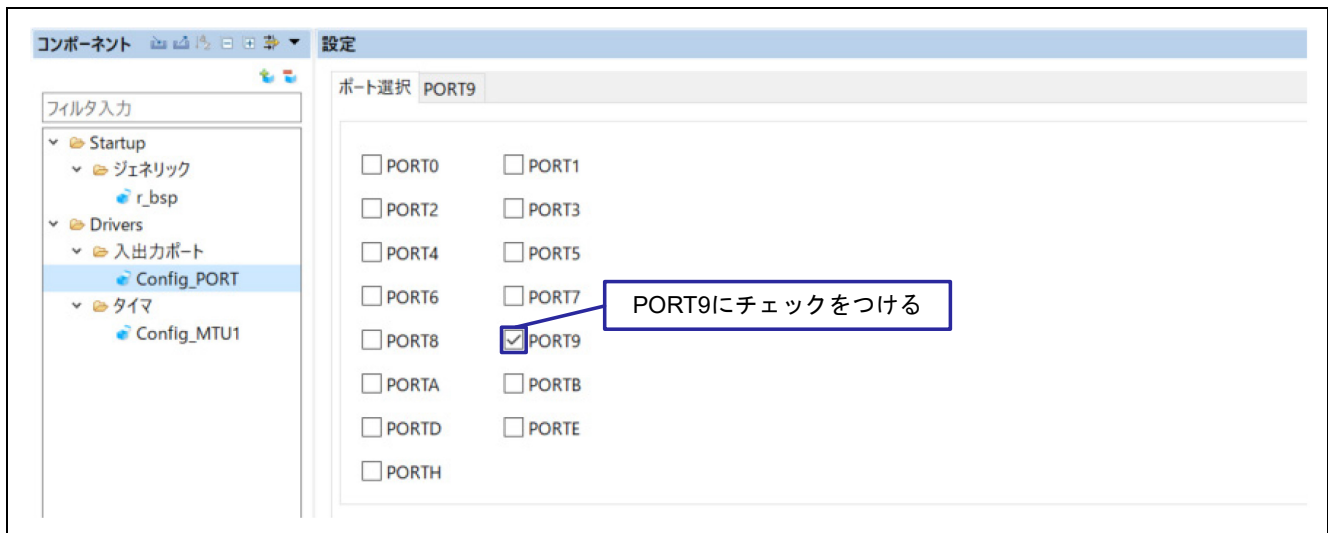 コンポーネント
設定
フィルタ入力
Startup
ジェネリック
r_bsp
Drivers
入出力ポート
Config_PORT
タイマ
Config_MTU1
ポート選択 PORT9
PORT0 PORT1
PORT2 PORT3
PORT4 PORT5
PORT6 PORT7
PORT9にチェックをつける
PORT8 PORT9
PORTA PORTB
PORTD PORTE
PORTH